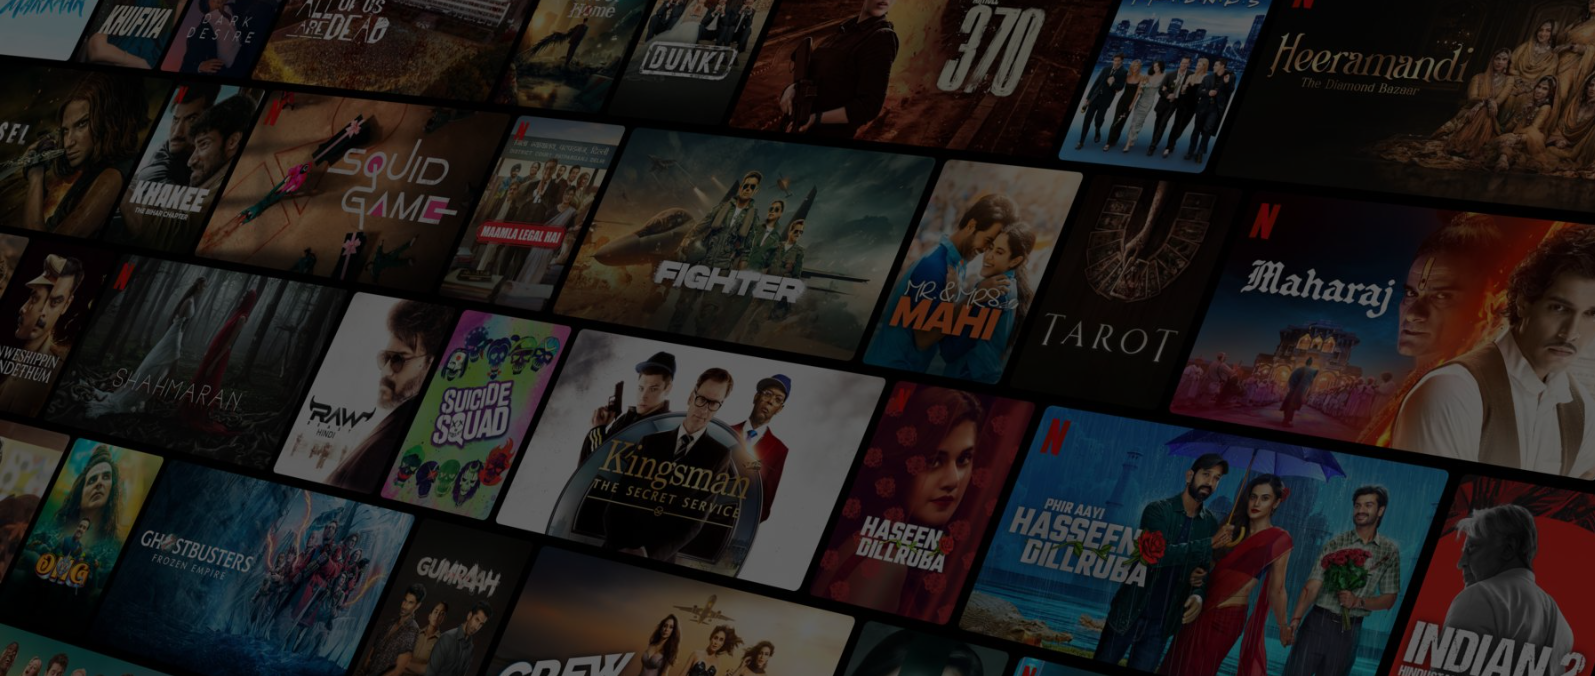 KHUFIYA
DARK
DESIRE
ALL OF US
ARE DEAD
Home
DUNKI
370
FRIENDS
Heeramandi
The Diamond Bazaar
SEL
KHAKEE
THE BIHAR CHAPTER
SQUID
GAME
MAAMLA LEGAL HAI
FIGHTER
MR. & MRS.
MAHI
TAROT
N
Maharaj
NWESHIPPIN
NDETHUM
SHAHMARAN
RAW
HINDI
SUICIDE
SQUAD
Kingsman
THE SECRET SERVICE
HASEEN
DILLRUBA
N
PHIR AAYI
HASSEEN
DILLRUBA
OMG
GHOSTBUSTERS
FROZEN EMPIRE
GUMRAAH
CREW
INDIAN 2